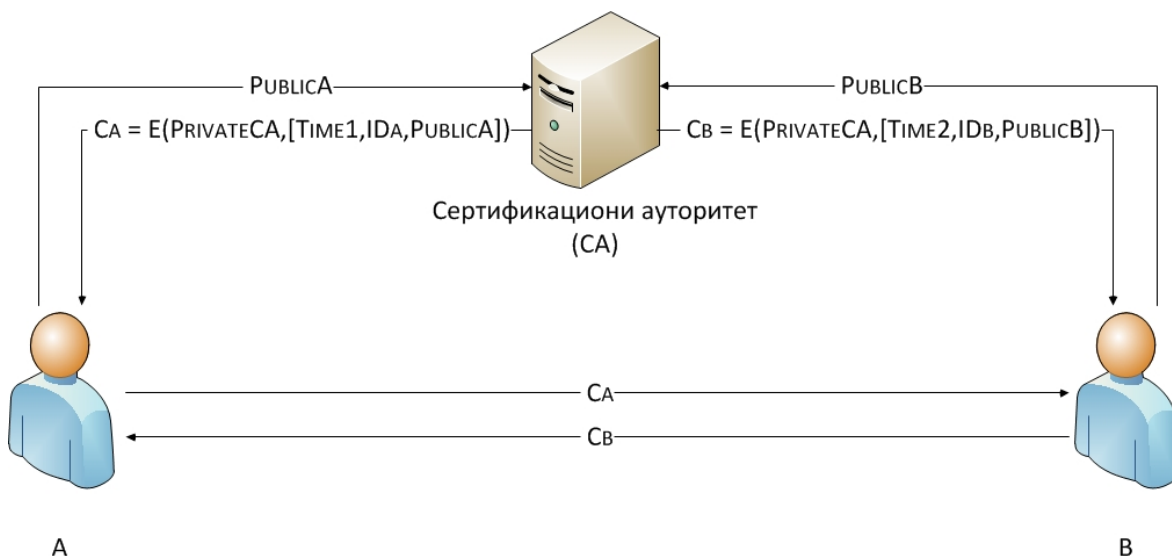 PUBLICA
PUBLICB
CA = E(PRIVATECA,[TIME1,IDA,PUBLICA])
CB = E(PRIVATECA,[TIME2,IDB,PUBLICB])
Сертификациони ауторитет
(CA)
CA
CB
A
B